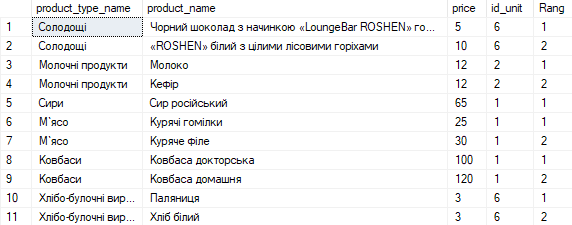 product_type_name product_name price id_unit Rang
1 Солодощі Чорний шоколад з начинкою «LoungeBar ROSHEN» го... 5 6 1
2 Солодощі «ROSHEN» білий з цілими лісовими горіхами 10 6 2
3 Молочні продукти Молоко 12 2 1
4 Молочні продукти Кефір 12 2 2
5 Сири Сир російський 65 1 1
6 М`ясо Курячі гомілки 25 1 1
7 М`ясо Куряче Філе 30 1 2
8 Ковбаси Ковбаса докторська 100 1 1
9 Ковбаси Ковбаса домашня 120 1 2
10 Хлібо-булочні вир... Паляниця 3 6 1
11 Хлібо-булочні вир... Хліб білий 3 6 2